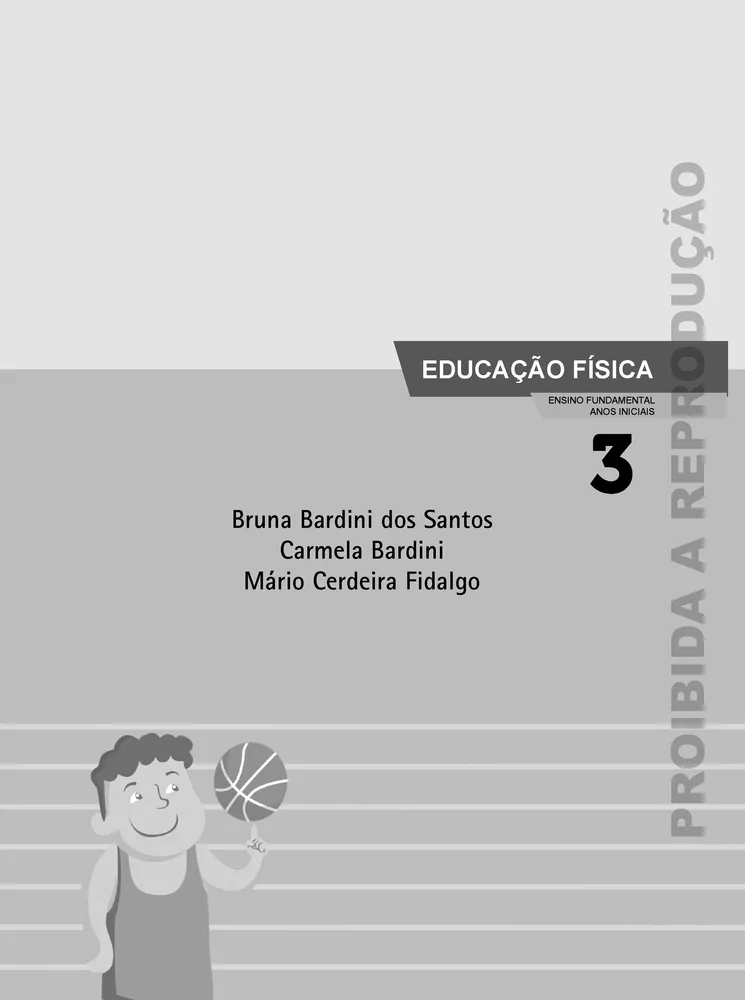 EDUCAÇÃO FÍSICA
ENSINO FUNDAMENTAL
ANOS INICIAIS
3
Bruna Bardini dos Santos
Carmela Bardini
Mário Cerdeira Fidalgo
PROIBIDA A REPRODUÇÃO